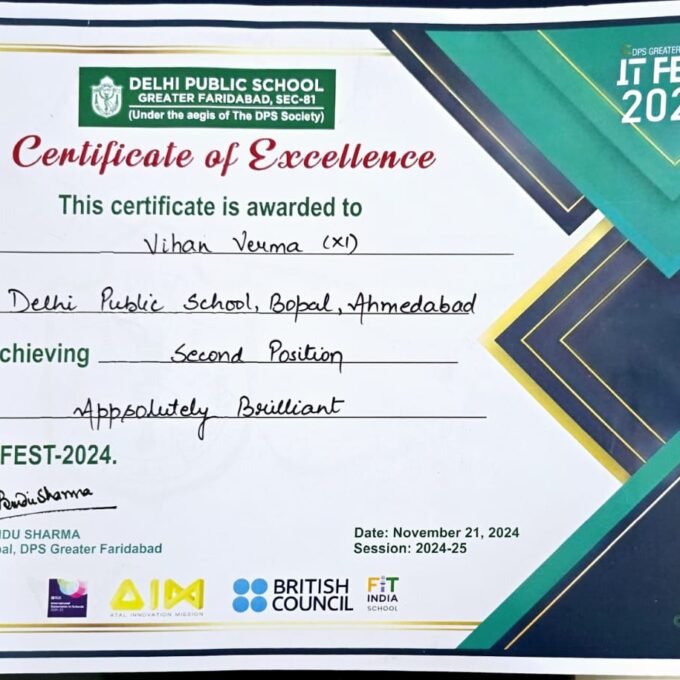 DELHI PUBLIC SCHOOL
GREATER FARIDABAD, SEC-81
(Under the aegis of The DPS Society)
DPS GREATER
IT FE
202
Certificate of Excellence
This certificate is awarded to
Vihan Verma (XI)
Delhi Public School, Bopal, Ahmedabad
chieving Second Position
Appsolutely Brilliant
FEST-2024.
NDU SHARMA
pal, DPS Greater Faridabad
Date: November 21, 2024
Session: 2024-25
AIM
ATAL INNOVATION MISSION
BRITISH
COUNCIL
FIT
INDIA
SCHOOL